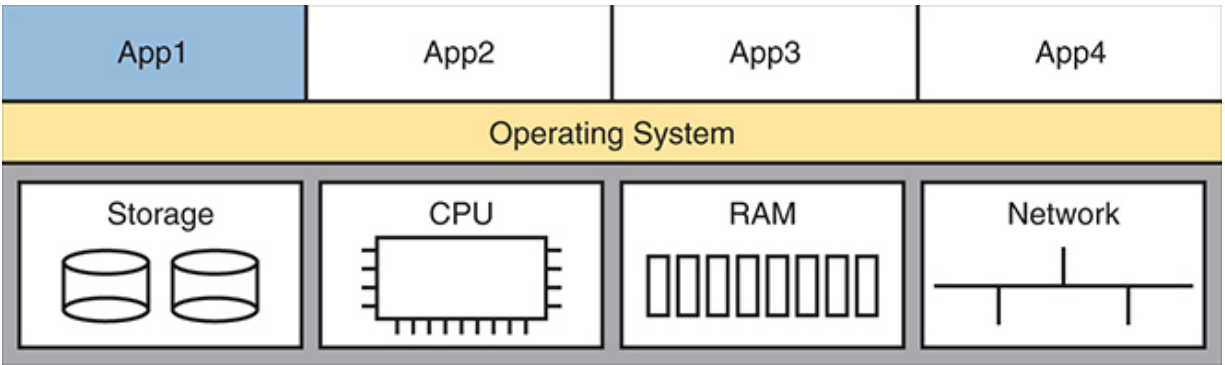 App1 App2 App3 App4
Operating System
Storage CPU RAM Network